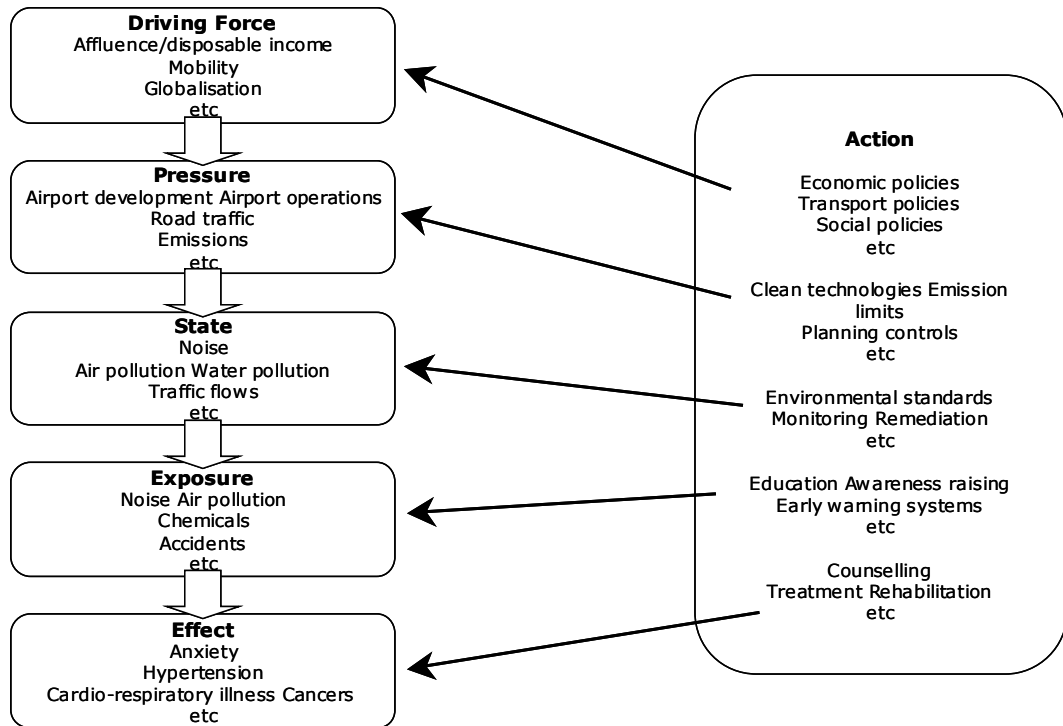 Driving Force
Affluence/disposable income
Mobility
Globalisation
etc
Pressure
Airport development Airport operations
Road traffic
Emissions
etc
State
Noise
Air pollution Water pollution
Traffic flows
etc
Exposure
Noise Air pollution
Chemicals
Accidents
etc
Effect
Anxiety
Hypertension
Cardio-respiratory illness Cancers
etc
Action
Economic policies
Transport policies
Social policies
etc
Clean technologies Emission
limits
Planning controls
etc
Environmental standards
Monitoring Remediation
etc
Education Awareness raising
Early warning systems
etc
Counselling
Treatment Rehabilitation
etc